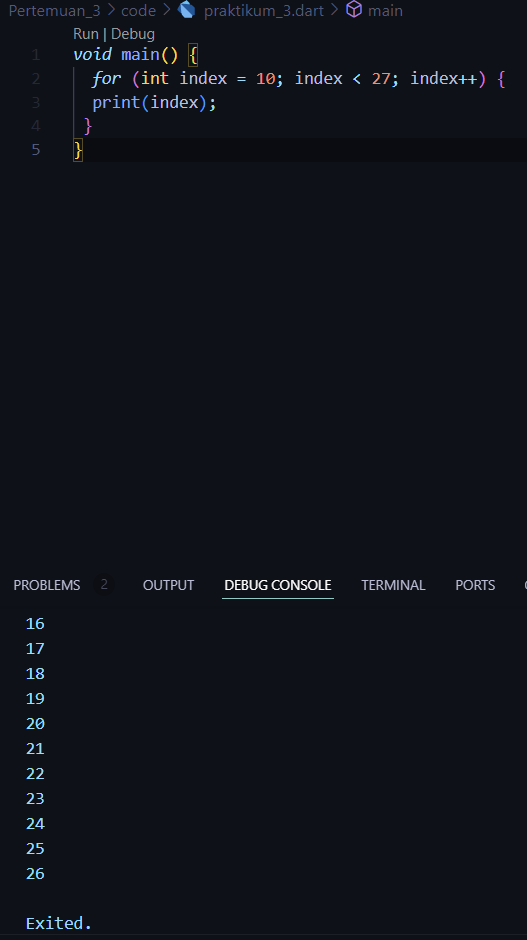 Pertemuan_3 > code > praktikum_3.dart > main
Run | Debug
1 void main() {
2 for (int index = 10; index < 27; index++) {
3 print(index);
4 }
5 }
PROBLEMS 2 OUTPUT DEBUG CONSOLE TERMINAL PORTS
16
17
18
19
20
21
22
23
24
25
26
Exited.